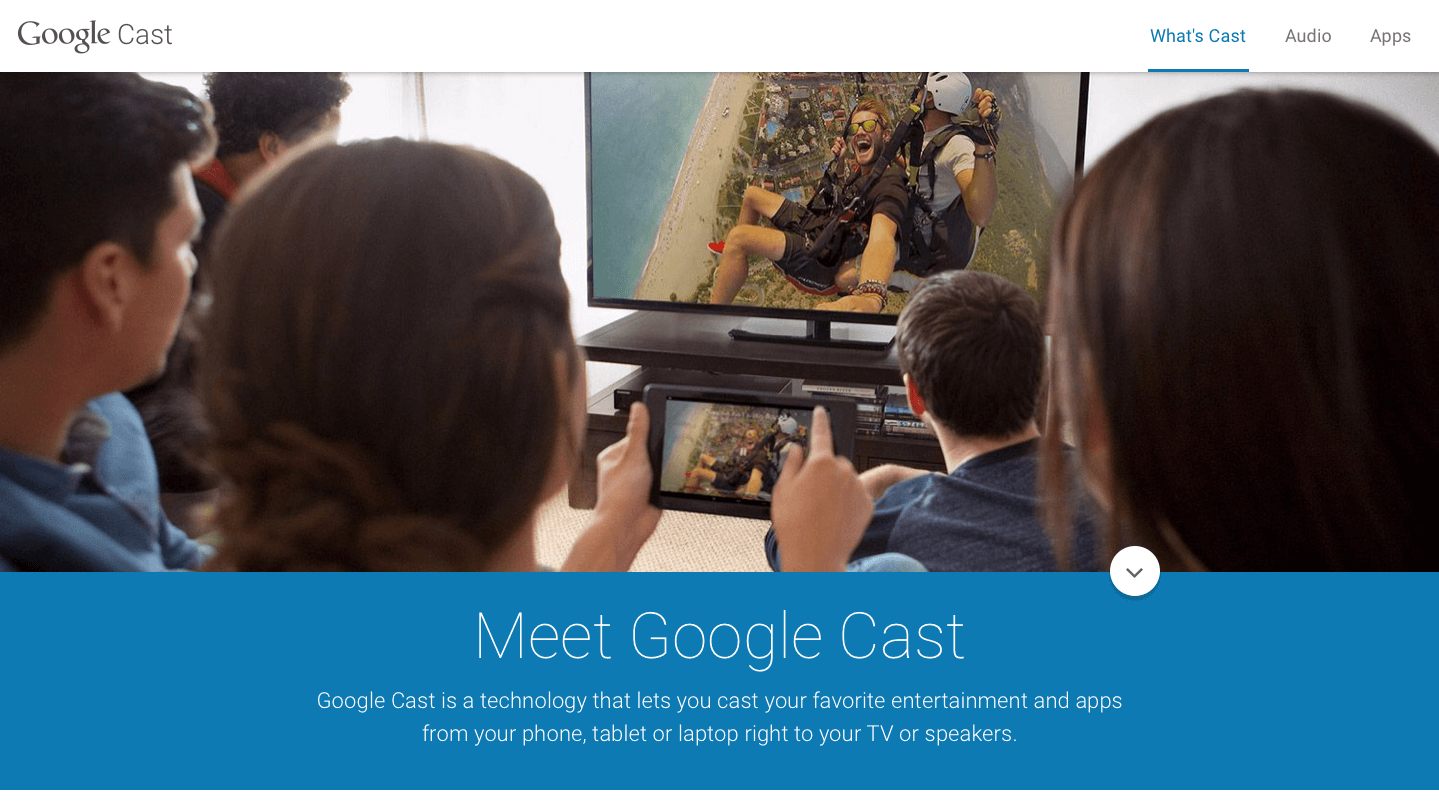 Google Cast
What's Cast
Audio
Apps
Meet Google Cast
Google Cast is a technology that lets you cast your favorite entertainment and apps
from your phone, tablet or laptop right to your TV or speakers.